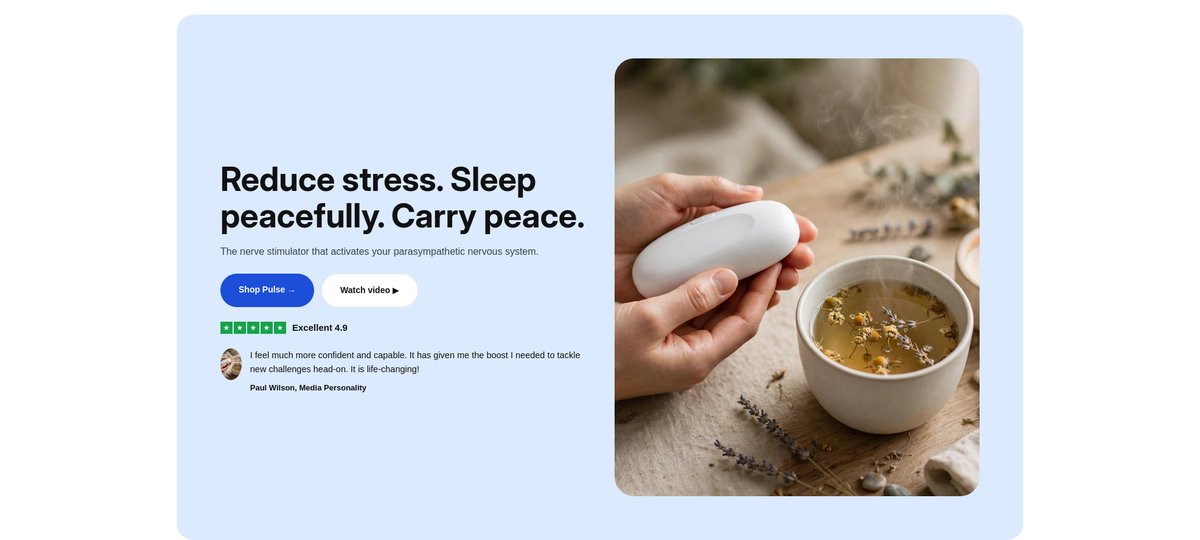 Reduce stress. Sleep
peacefully. Carry peace.
The nerve stimulator that activates your parasympathetic nervous system.
Shop Pulse →
Watch video ▶
Excellent 4.9
I feel much more confident and capable. It has given me the boost I needed to tackle
new challenges head-on. It is life-changing!
Paul Wilson, Media Personality